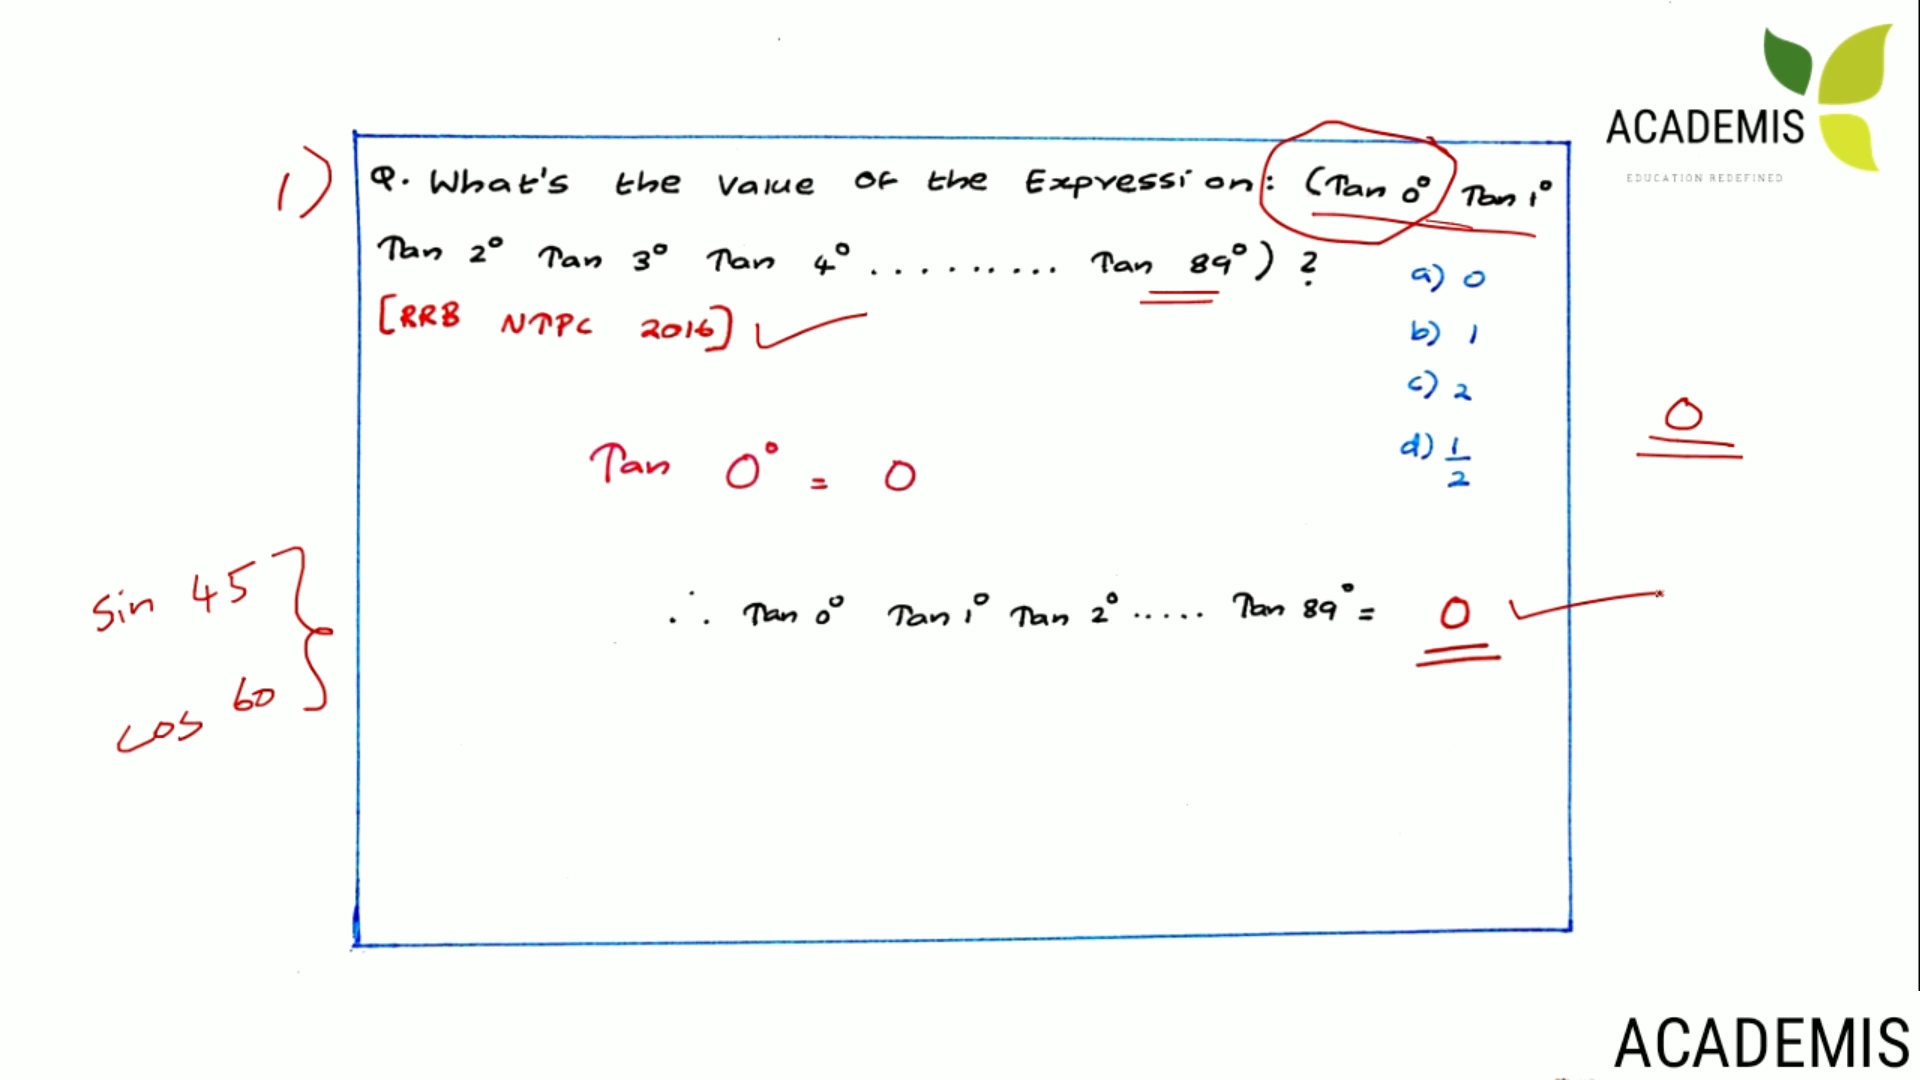 ACADEMIS
EDUCATION REDEFINED
1)
Q. What's the value of the Expression: (Tan 0° Tan 1°
Tan 2° Tan 3° Tan 4° .......... Tan 89°) ?
[RRB NTPC 2016]
a) 0
b) 1
c) 2
d) 1/2
0
Tan 0° = 0
Sin 45
cos 60
∴ Tan 0° Tan 1° Tan 2° ..... Tan 89° = 0
ACADEMIS